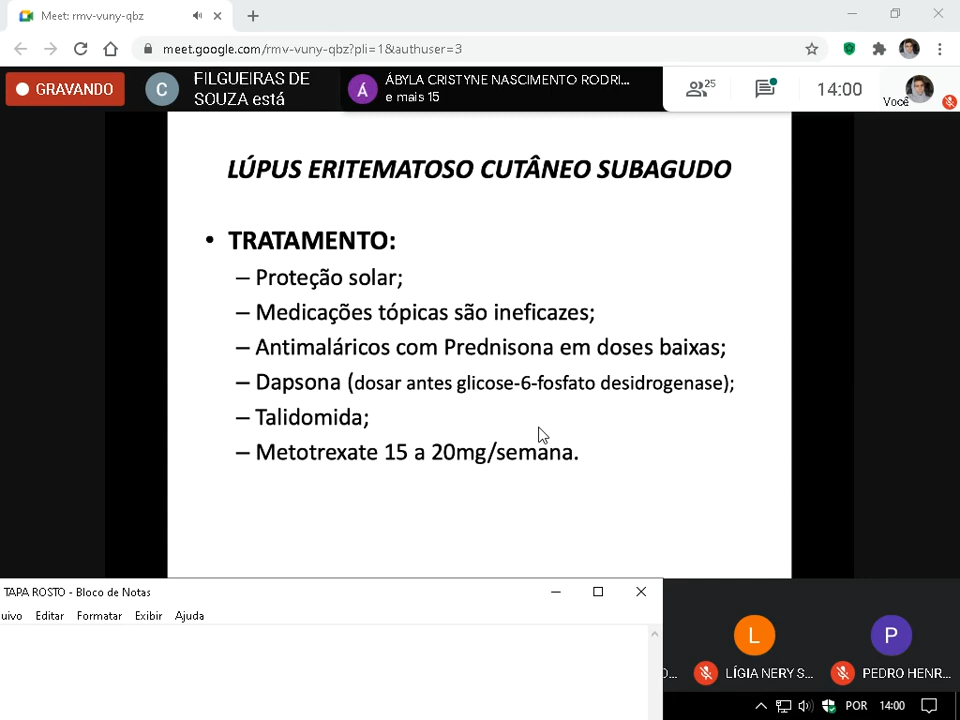 Meet: rmv-vuny-qbz
meet.google.com/rmv-vuny-qbz?pli=1&authuser=3
GRAVANDO
C
FILGUEIRAS DE
SOUZA está
Á
ÁBYLA CRISTYNE NASCIMENTO RODRI...
e mais 15
25
14:00
Você
LÚPUS ERITEMATOSO CUTÂNEO SUBAGUDO
• TRATAMENTO:
– Proteção solar;
– Medicações tópicas são ineficazes;
– Antimaláricos com Prednisona em doses baixas;
– Dapsona (dosar antes glicose-6-fosfato desidrogenase);
– Talidomida;
– Metotrexate 15 a 20mg/semana.
TAPA ROSTO - Bloco de Notas
uivo Editar Formatar Exibir Ajuda
L
P
O... LÍGIA NERY S... PEDRO HENR...
POR 14:00